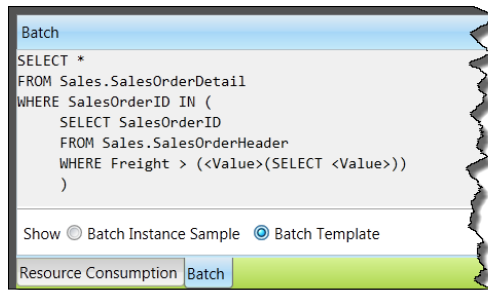 Batch
SELECT *
FROM Sales.SalesOrderDetail
WHERE SalesOrderID IN (
SELECT SalesOrderID
FROM Sales.SalesOrderHeader
WHERE Freight > (<Value>(SELECT <Value>))
)
Show Batch Instance Sample Batch Template
Resource Consumption Batch